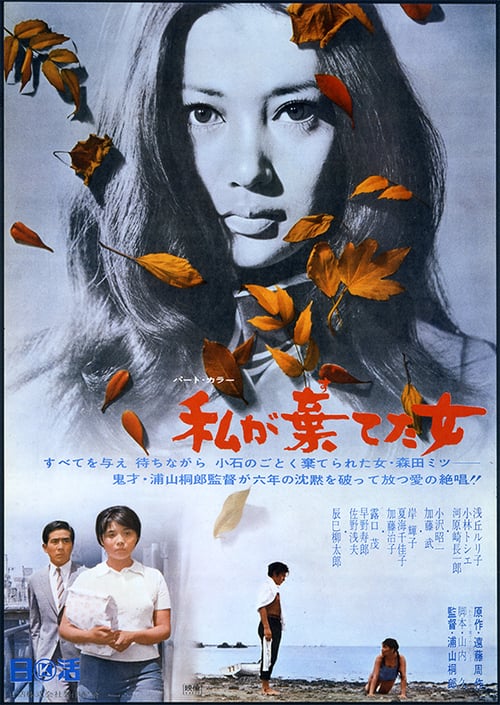 パート・カラー
私が棄てた女
す
すべてを与え 待ちながら 小石のごとく棄てられた女・森田ミツ——
鬼才・浦山桐郎監督が六年の沈黙を破って放つ愛の絶唱!!
浅丘ルリ子
小林トシエ
河原崎長一郎
小沢昭一
加藤武
岸輝子
夏海千佳子
加藤治子
露口茂
早野寿郎
佐野浅夫
辰巳柳太郎
原作・遠藤周作
脚本・山内久
監督・浦山桐郎
日活
映倫